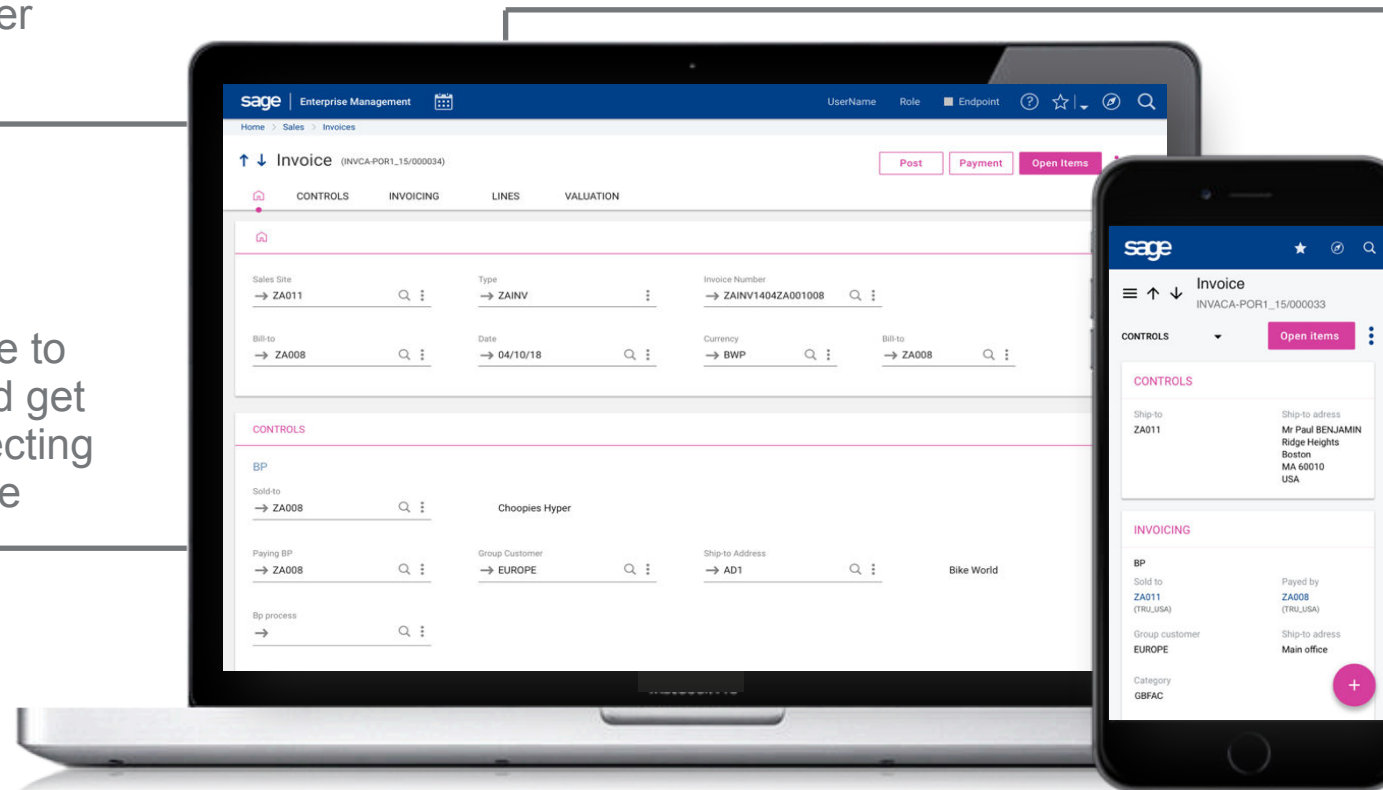 er
e to
d get
ecting
e
sage Enterprise Management UserName Role Endpoint
Home > Sales > Invoices
Invoice (INVCA-POR1_15/000034) Post Payment Open Items
CONTROLS INVOICING LINES VALUATION
Sales Site Type Invoice Number
→ ZA011 → ZAINV → ZAINV1404ZA001008
Bill-to Date Currency Bill-to
→ ZA008 → 04/10/18 → BWP → ZA008
CONTROLS
BP
Sold-to
→ ZA008 Choopies Hyper
Paying BP Group Customer Ship-to Address
→ ZA008 → EUROPE → AD1 Bike World
Bp process
→
sage
Invoice
INVACA-POR1_15/000033
CONTROLS Open items
CONTROLS
Ship-to Ship-to adress
ZA011 Mr Paul BENJAMIN
Ridge Heights
Boston
MA 60010
USA
INVOICING
BP
Sold to Payed by
ZA011 ZA008
(TRU_USA) (TRU_USA)
Group customer Ship-to adress
EUROPE Main office
Category
GBFAC